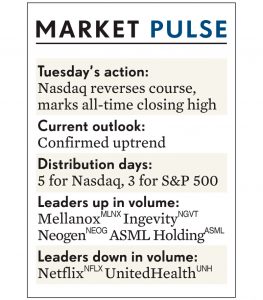 MARKET PULSE
Tuesday's action:
Nasdaq reverses course,
marks all-time closing high
Current outlook:
Confirmed uptrend
Distribution days:
5 for Nasdaq, 3 for S&P 500
Leaders up in volume:
MellanoxMLNX IngevityNGVT
NeogenNEOG ASML HoldingASML
Leaders down in volume:
NetflixNFLX UnitedHealthUNH